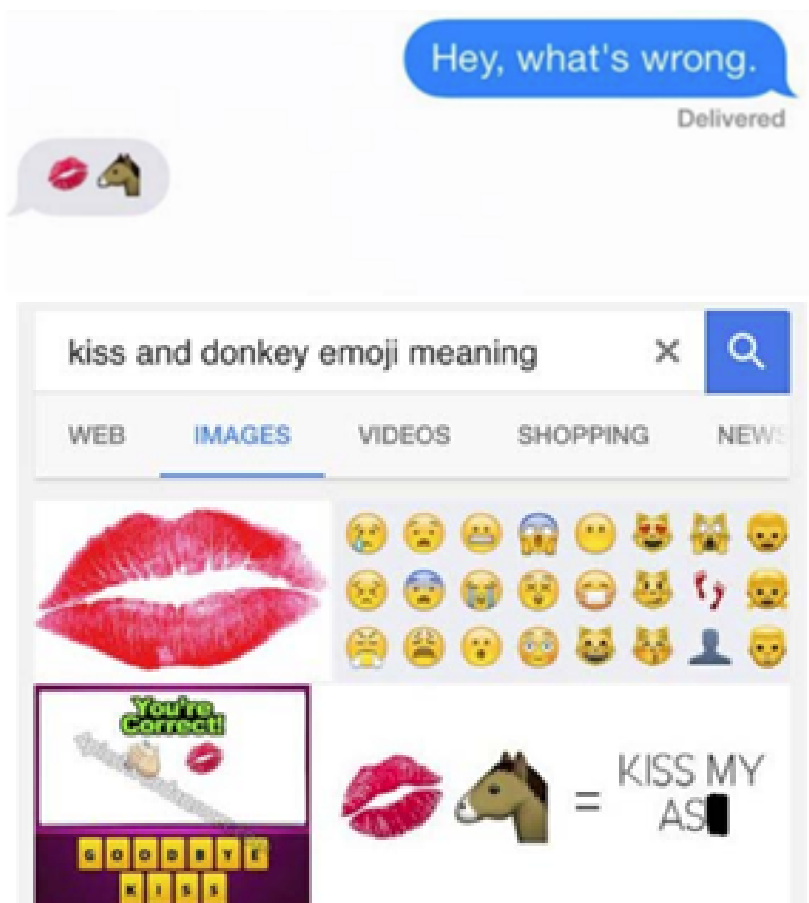 Hey, what's wrong.
Delivered
kiss and donkey emoji meaning
WEB IMAGES VIDEOS SHOPPING NEWS
You're
Correct!
= KISS MY
AS
GOODBYE
KISS